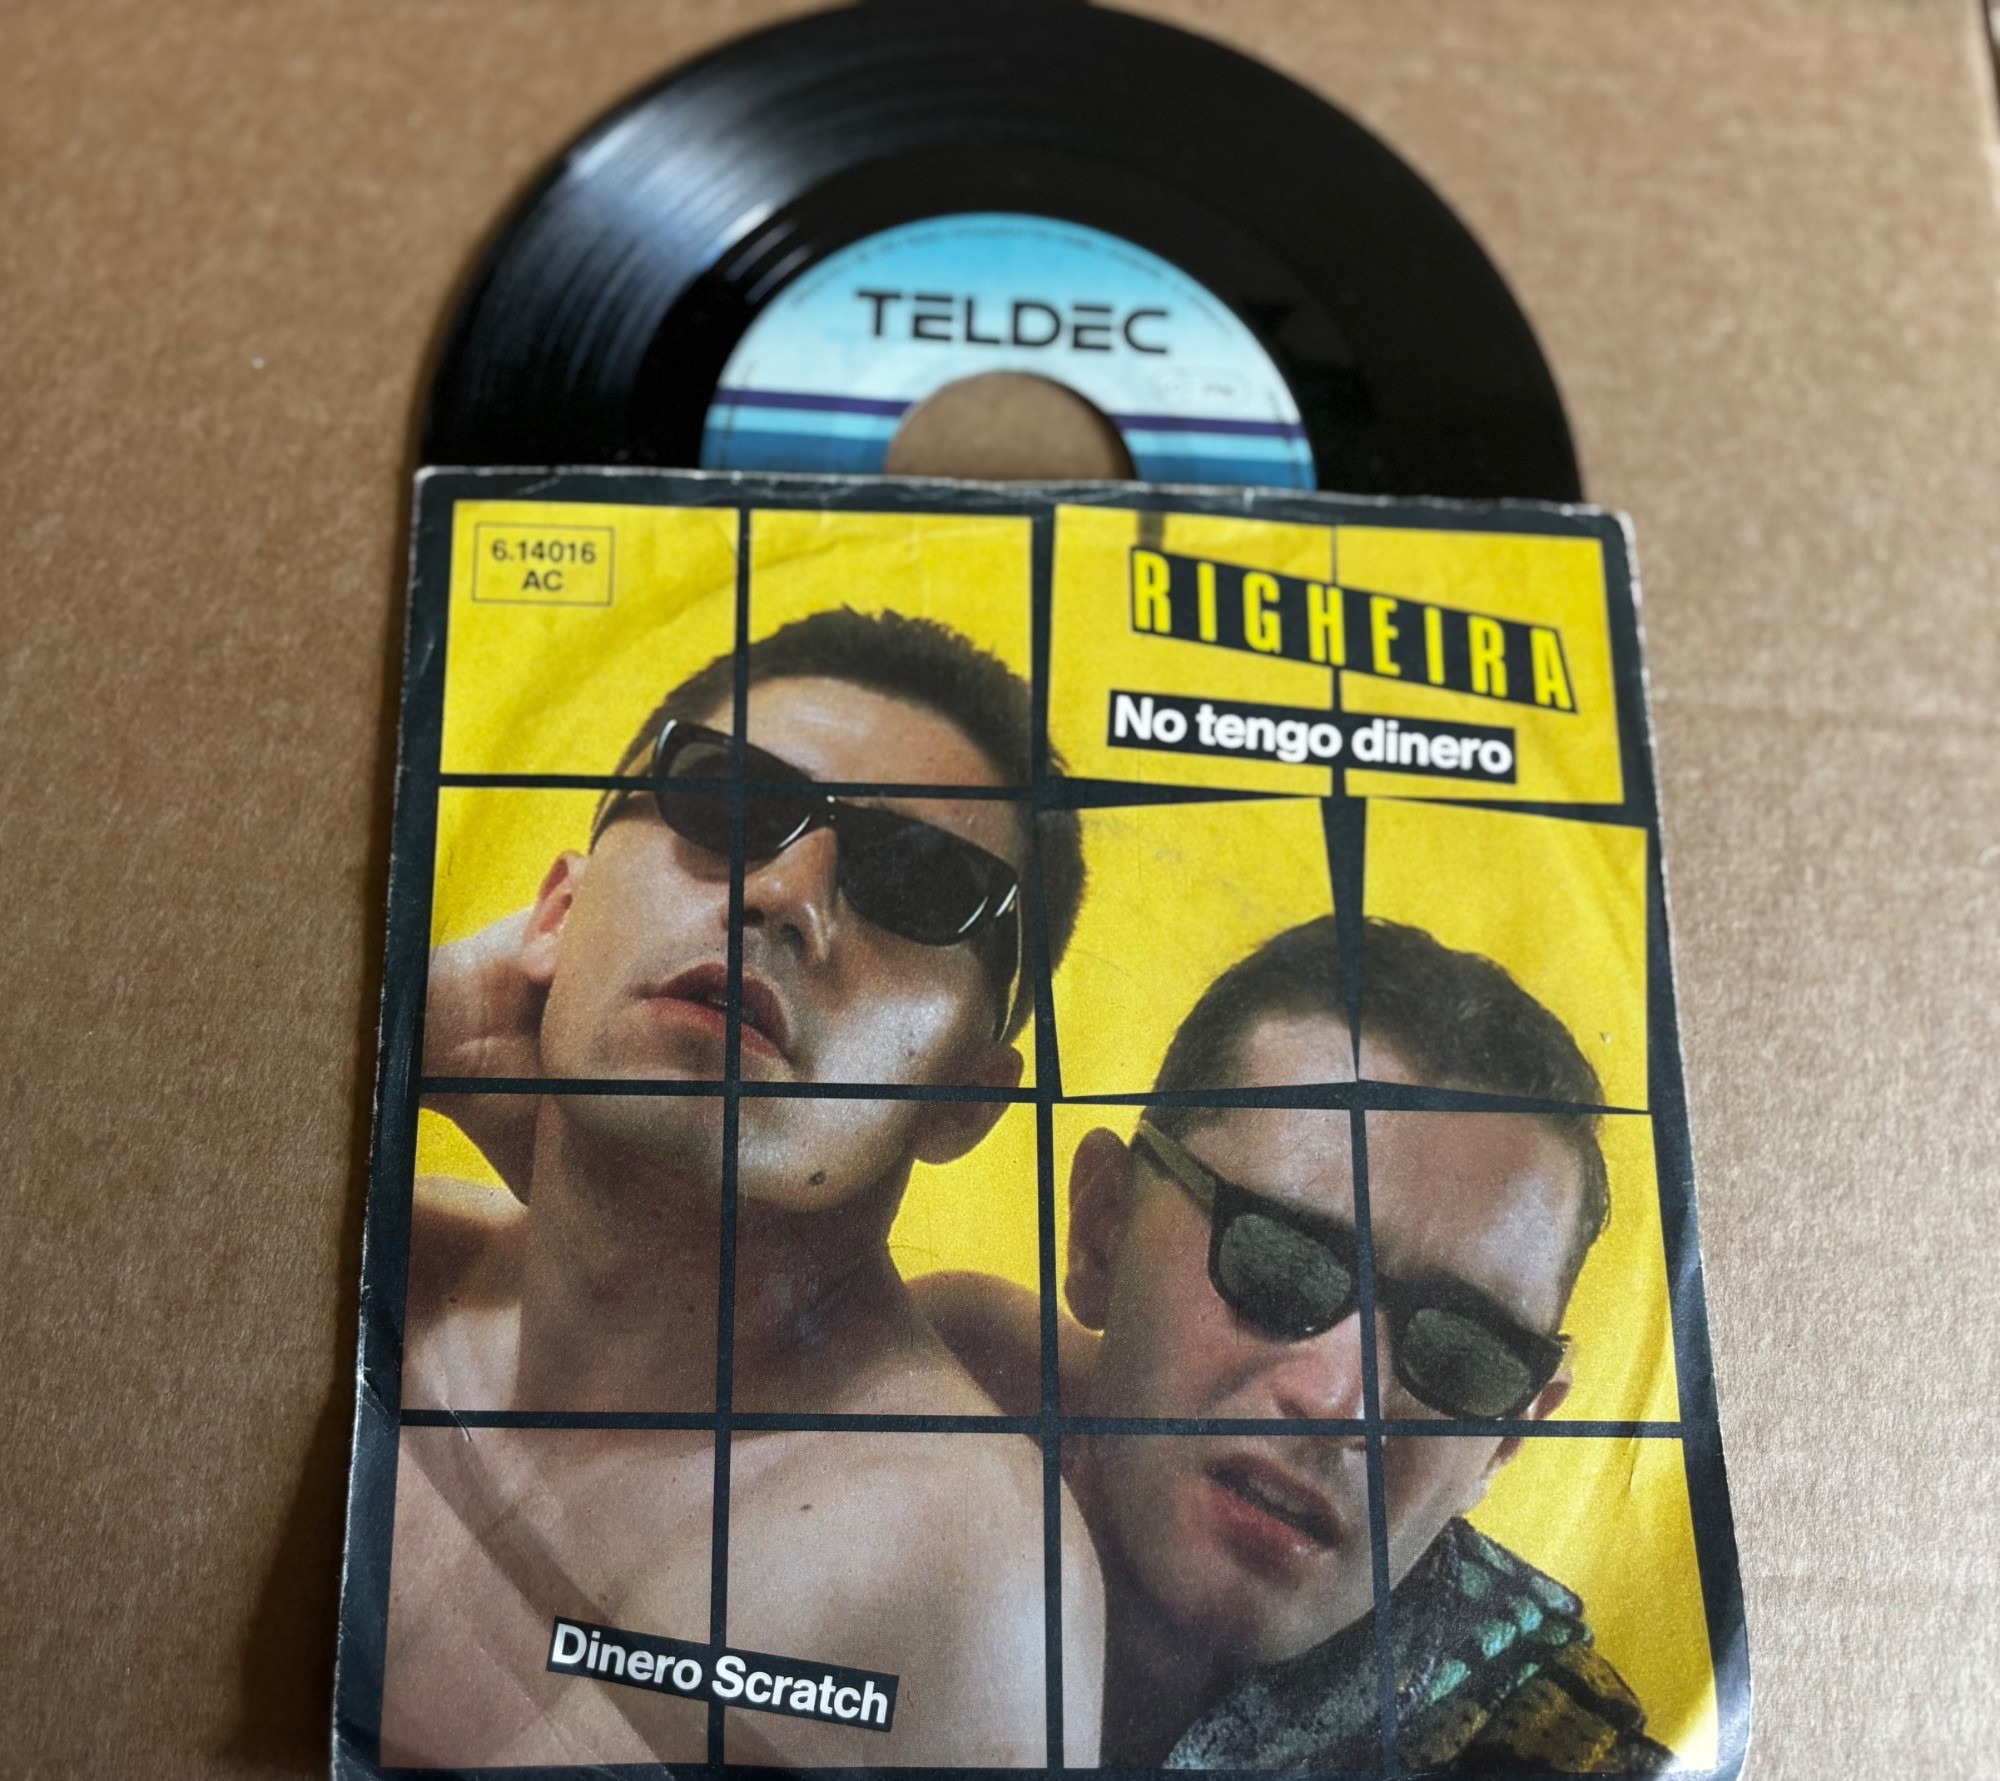 TELDEC
6.14016
AC
RIGHEIRA
No tengo dinero
Dinero Scratch